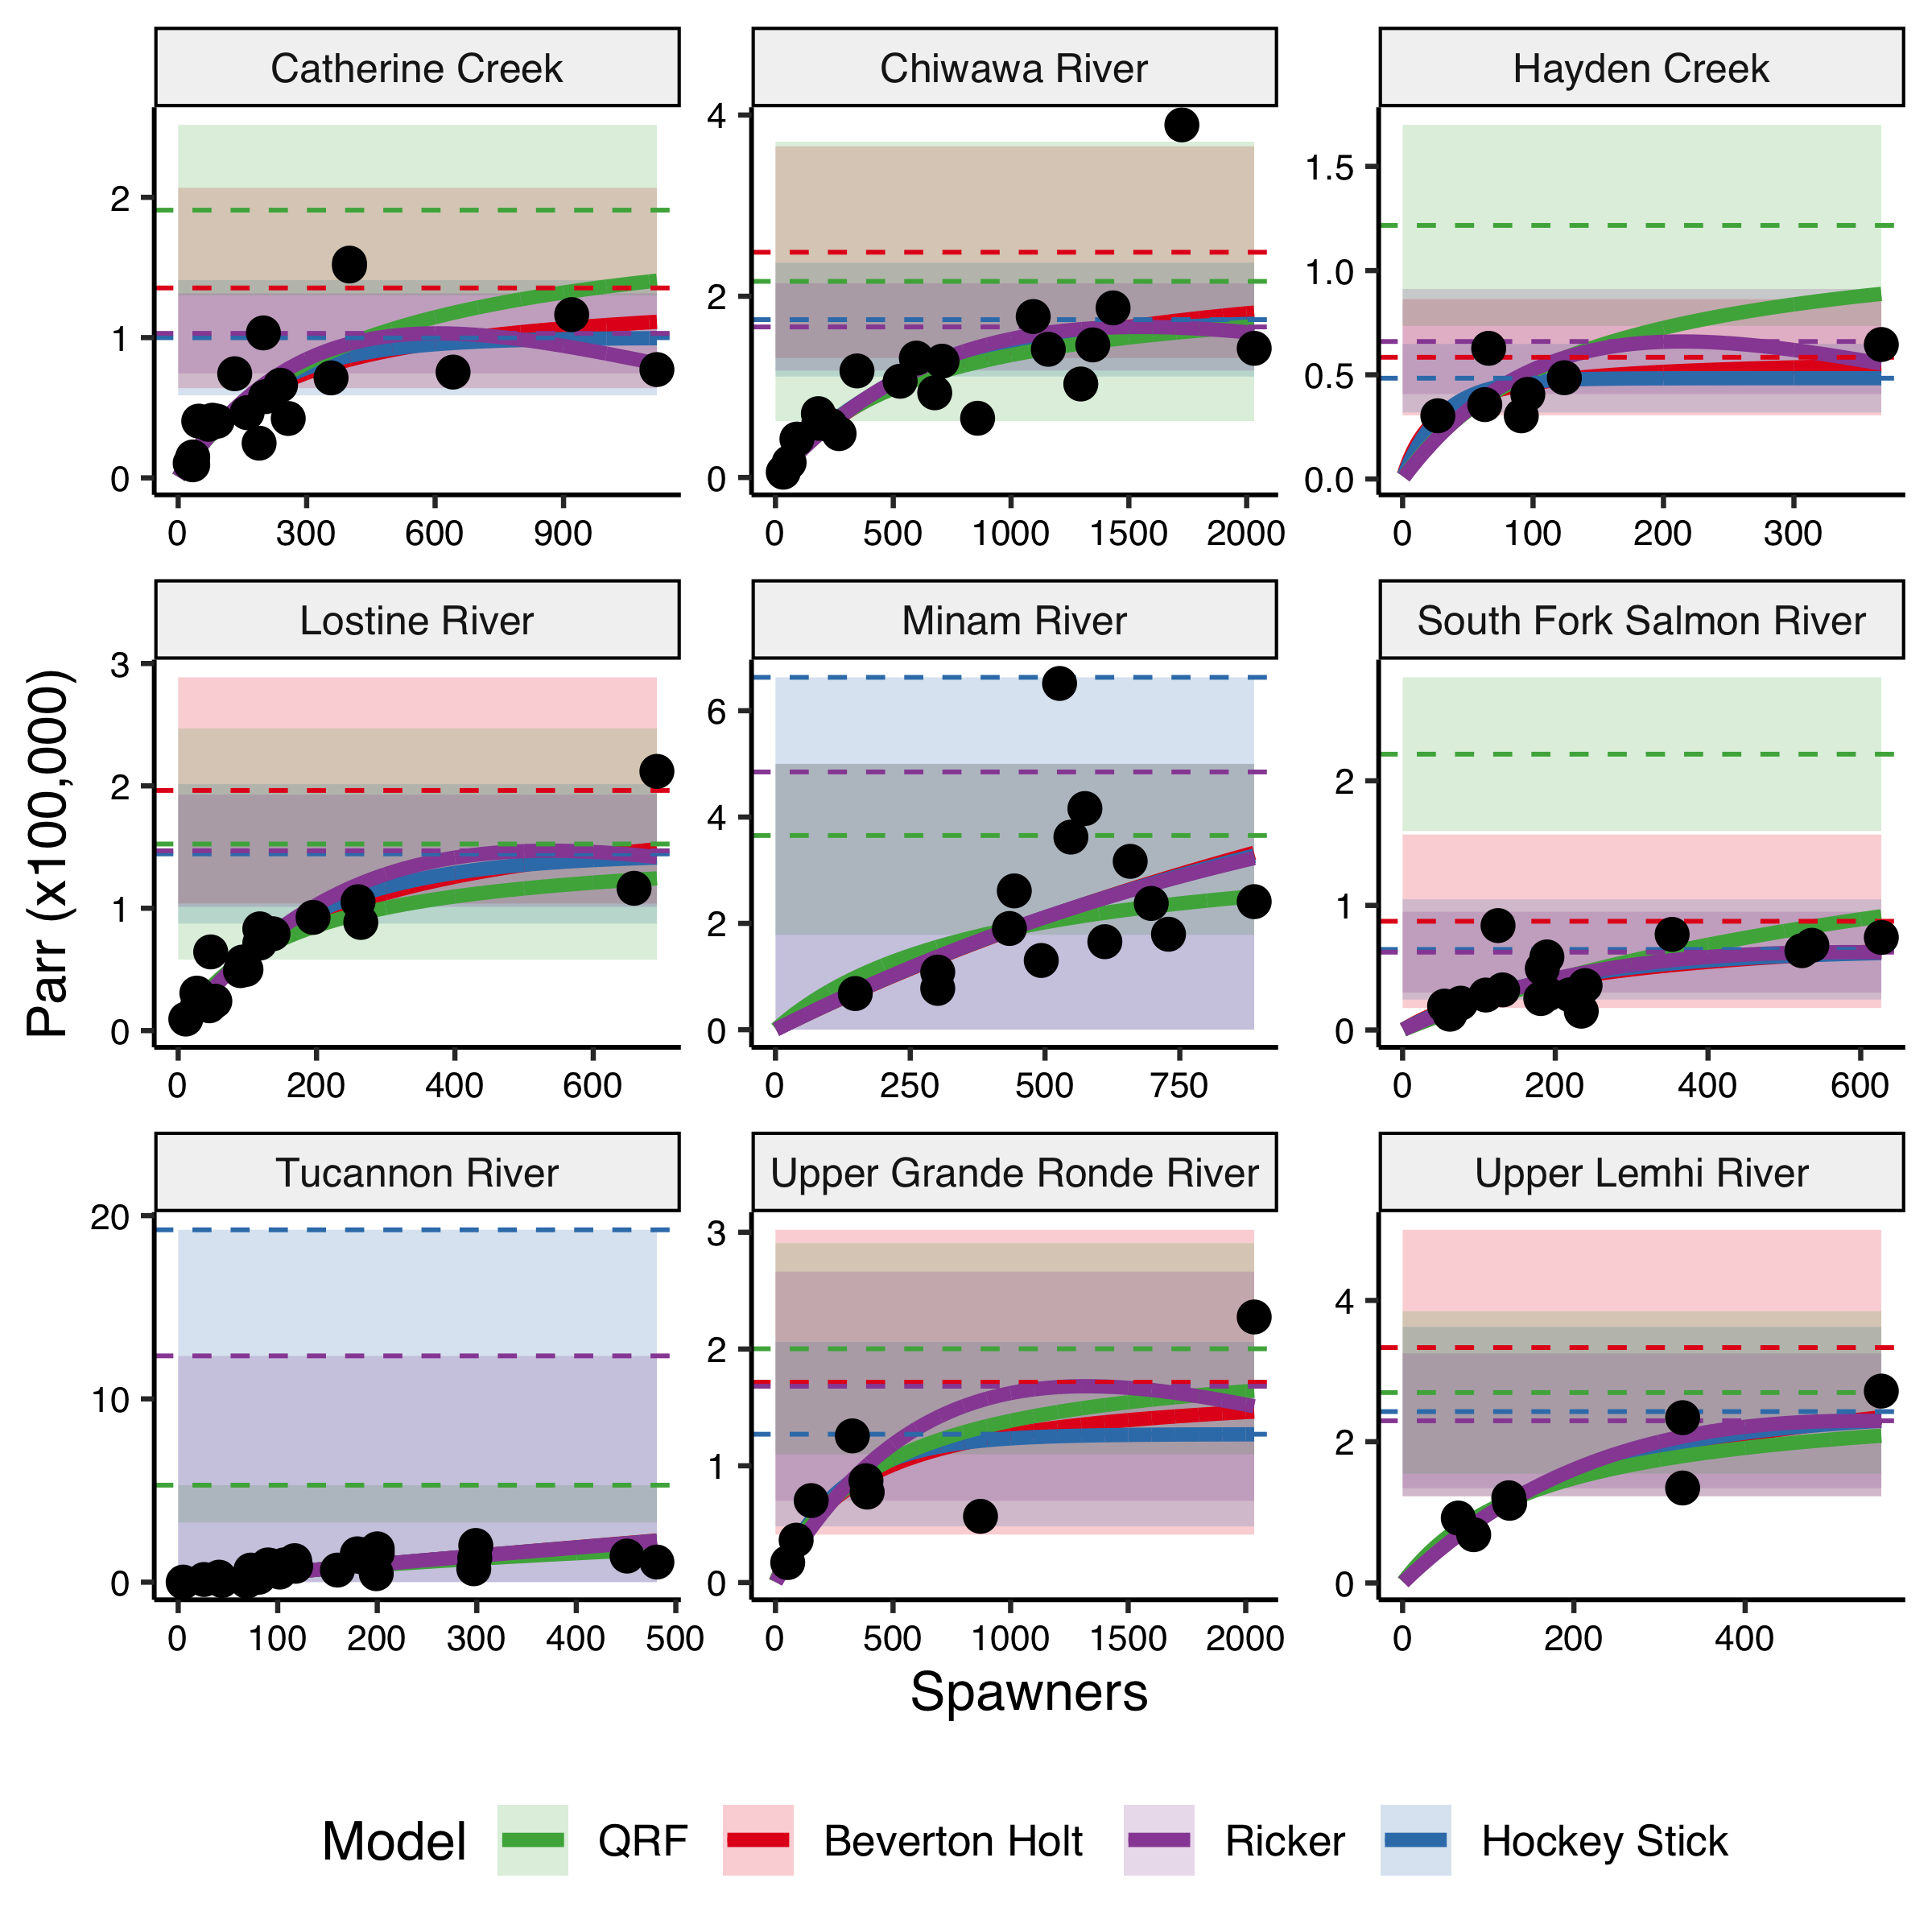 Catherine Creek
Chiwawa River
Hayden Creek
2
1
0
0 300 600 900
4
2
0
0 500 1000 1500 2000
1.5
1.0
0.5
0.0
0 100 200 300
Lostine River
Minam River
South Fork Salmon River
Parr (x100,000)
3
2
1
0
0 200 400 600
6
4
2
0
0 250 500 750
2
1
0
0 200 400 600
Tucannon River
Upper Grande Ronde River
Upper Lemhi River
20
10
0
0 100 200 300 400 500
3
2
1
0
0 500 1000 1500 2000
4
2
0
0 200 400
Spawners
Model QRF Beverton Holt Ricker Hockey Stick